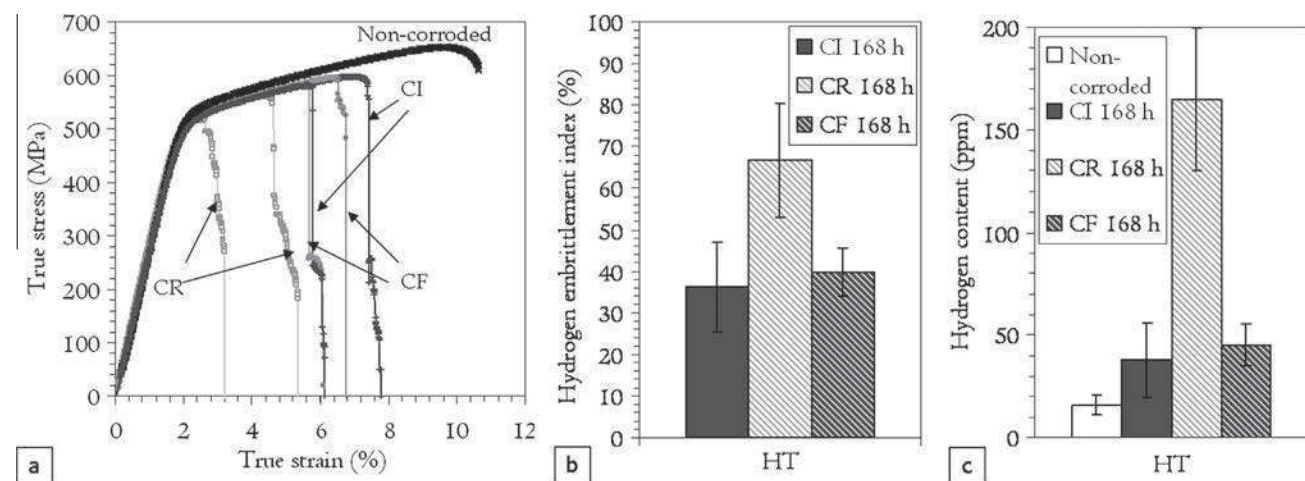 700
600
500
400
300
200
100
0
True stress (MPa)
0 2 4 6 8 10 12
True strain (%)
Non-corroded
CI
CR
CF
a
100
90
80
70
60
50
40
30
20
10
0
Hydrogen embrittlement index (%)
CI 168 h
CR 168 h
CF 168 h
HT
b
200
150
100
50
0
Hydrogen content (ppm)
Non-
corroded
CI 168 h
CR 168 h
CF 168 h
HT
c